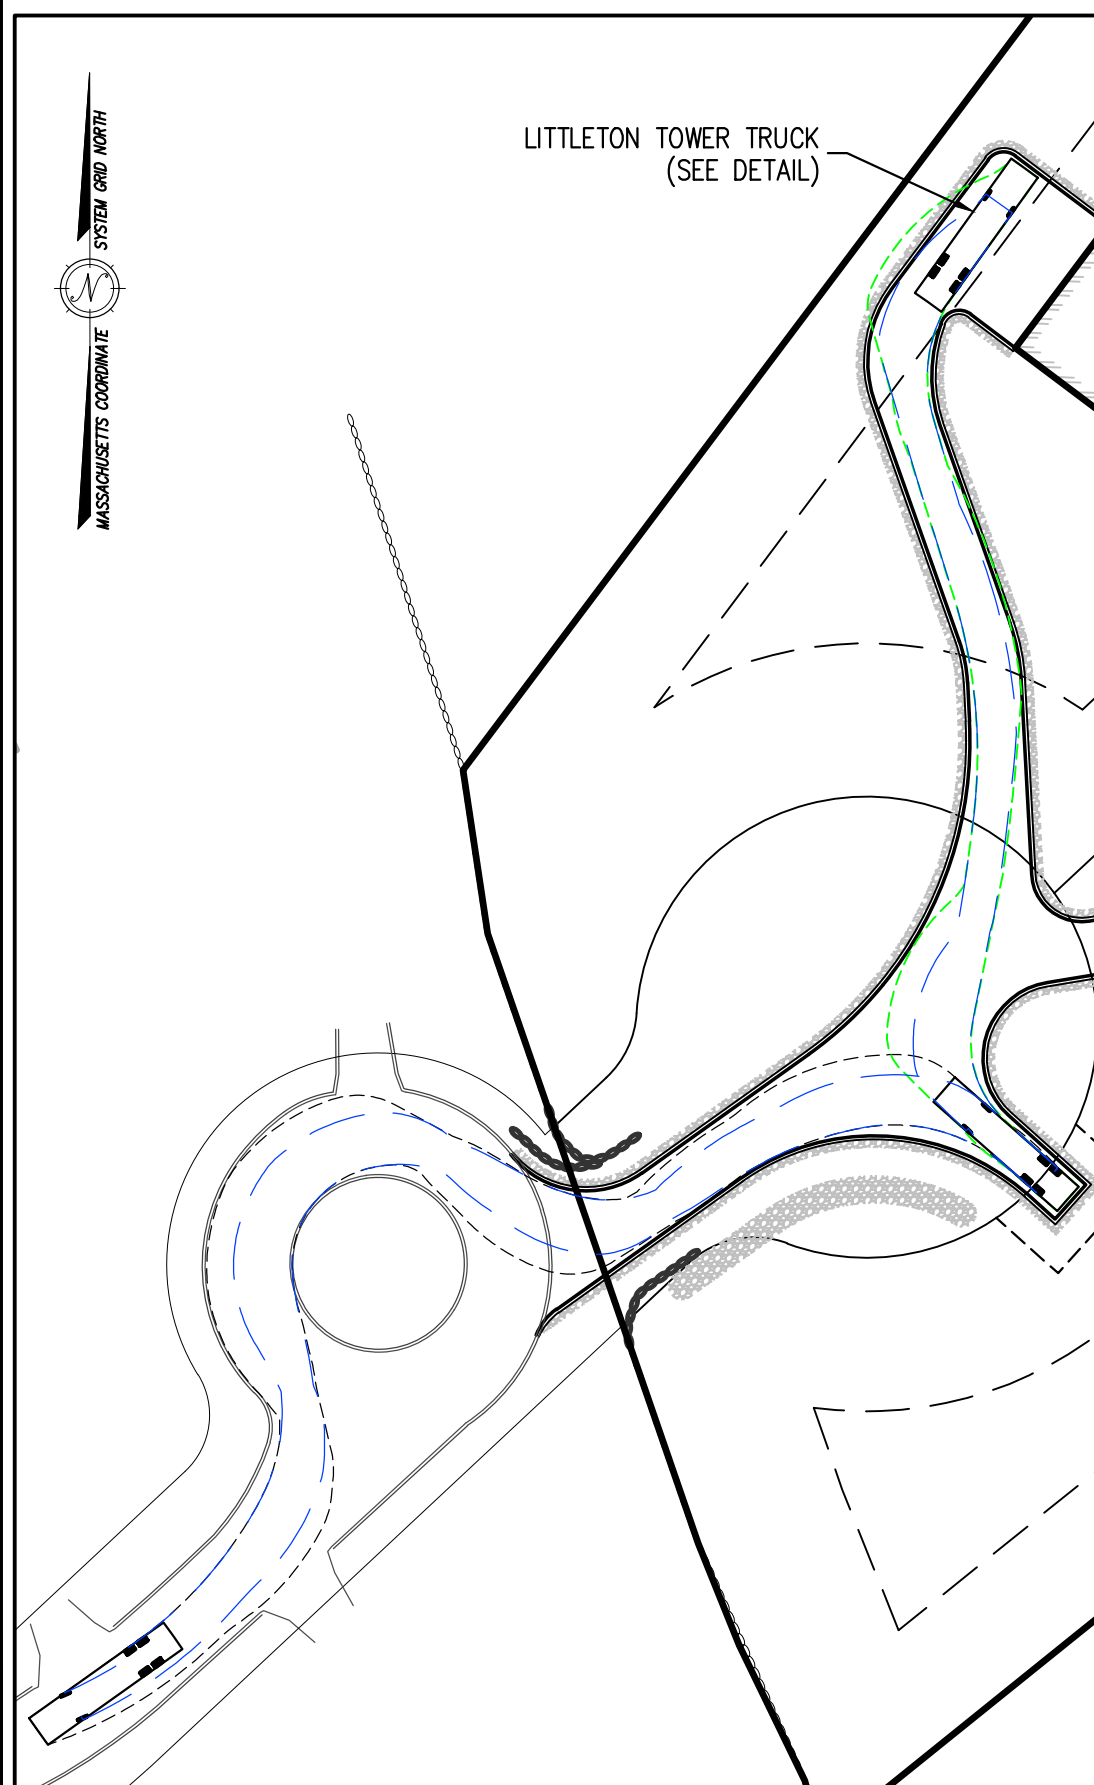 LITTLETON TOWER TRUCK
(SEE DETAIL)
MASSACHUSETTS COORDINATE
SYSTEM GRID NORTH
N